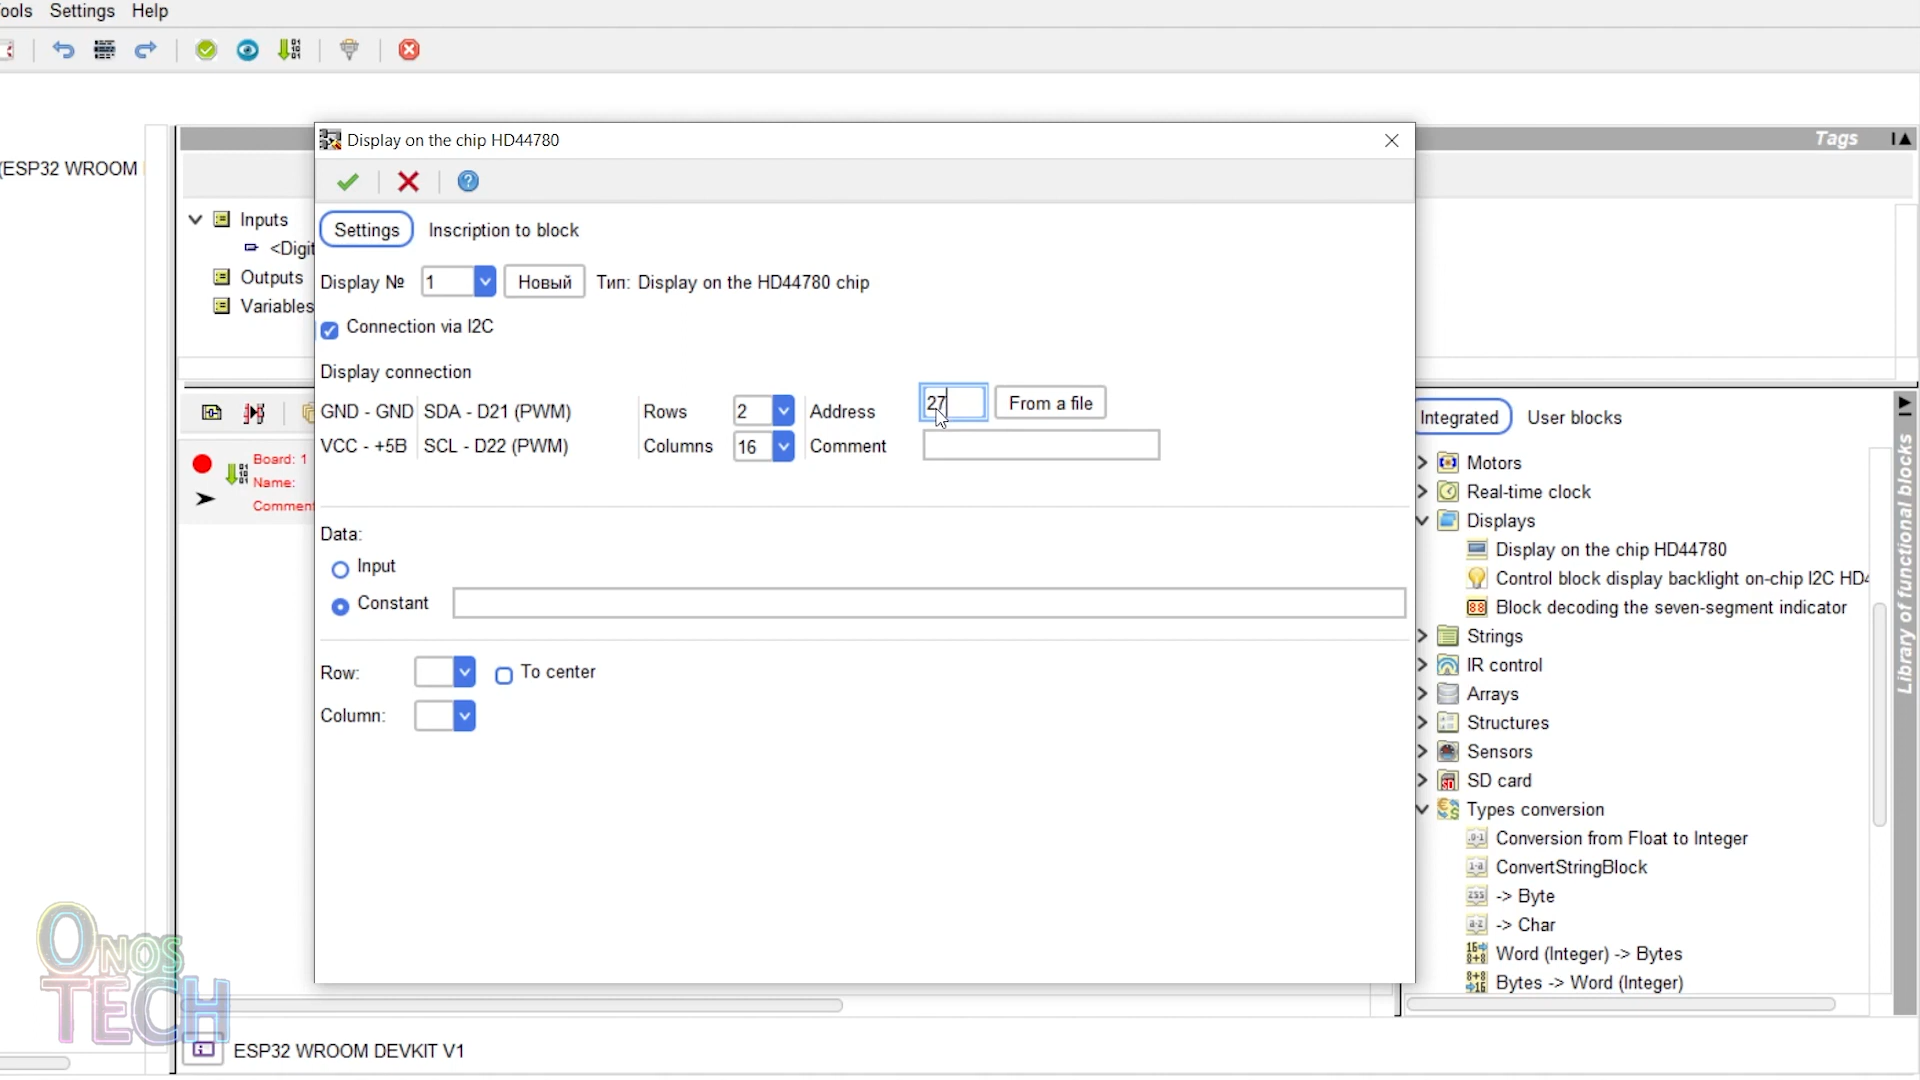 ools Settings Help
Tags
(ESP32 WROOM
Display on the chip HD44780
Inputs
<Digit
Outputs
Variables
Settings Inscription to block
Display № 1 Новый Тип: Display on the HD44780 chip
Connection via I2C
Display connection
GND - GND SDA - D21 (PWM) Rows 2 Address 27 From a file
VCC - +5B SCL - D22 (PWM) Columns 16 Comment
Board: 1
Name:
Comment
Data:
Input
Constant
Row: To center
Column:
Integrated User blocks
Motors
Real-time clock
Displays
Display on the chip HD44780
Control block display backlight on-chip I2C HD4
Block decoding the seven-segment indicator
Strings
IR control
Arrays
Structures
Sensors
SD card
Types conversion
Conversion from Float to Integer
ConvertStringBlock
-> Byte
-> Char
Word (Integer) -> Bytes
Bytes -> Word (Integer)
Library of functional blocks
ONOS
TECH
ESP32 WROOM DEVKIT V1